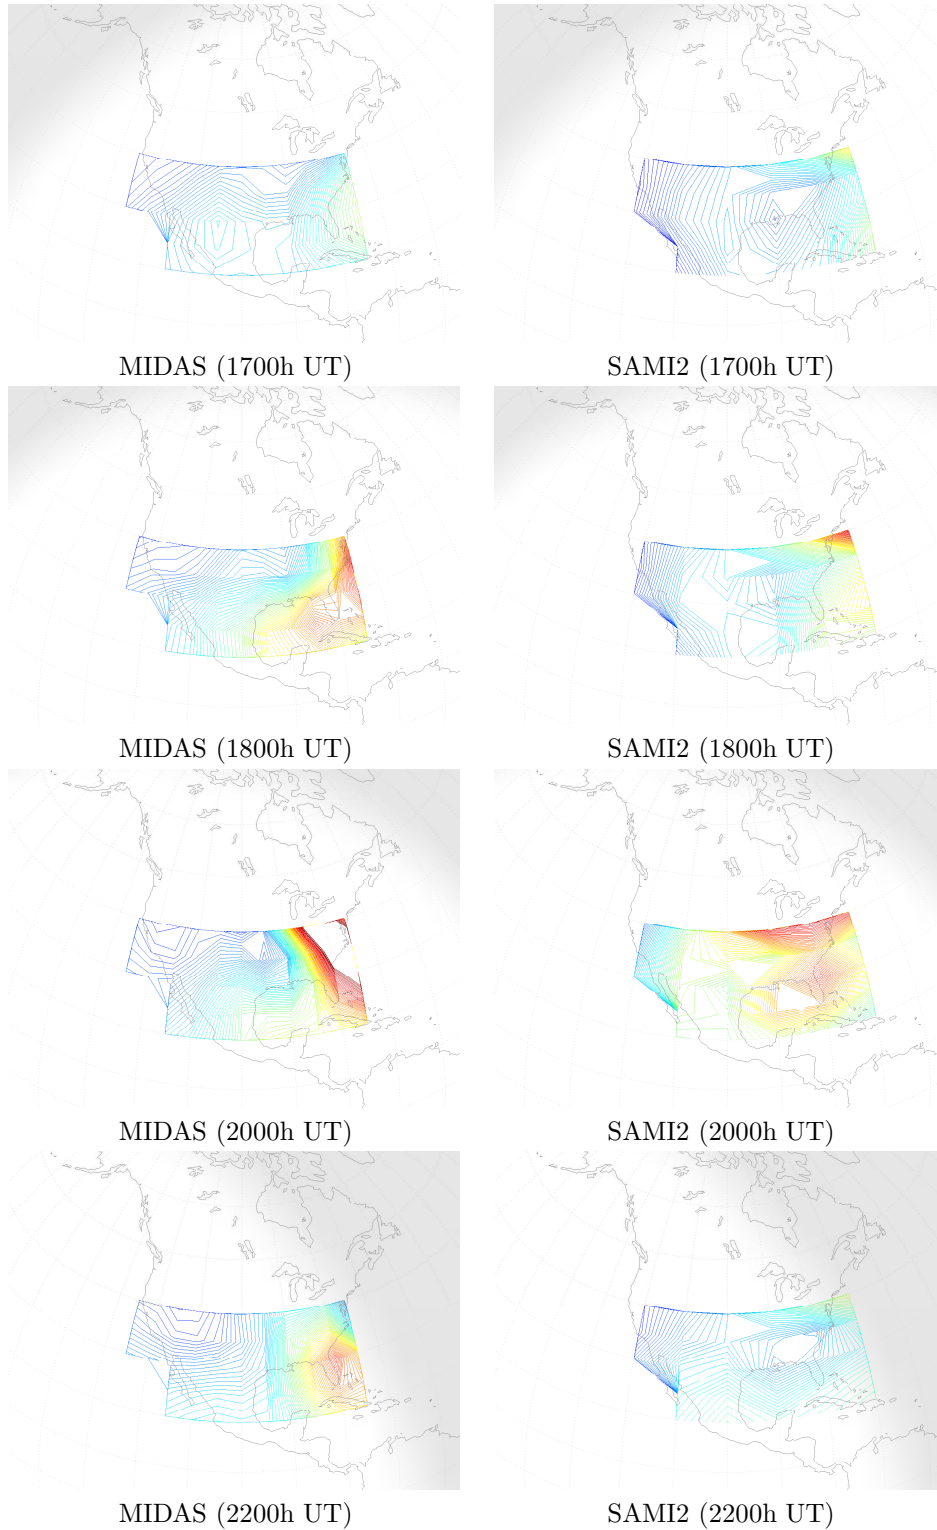 MIDAS (1700h UT)
SAMI2 (1700h UT)
MIDAS (1800h UT)
SAMI2 (1800h UT)
MIDAS (2000h UT)
SAMI2 (2000h UT)
MIDAS (2200h UT)
SAMI2 (2200h UT)